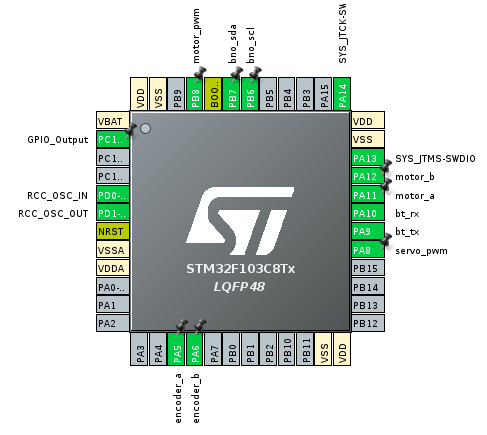 motor_pwm
bno_sda
bno_scl
SYS_JTCK-SW
VDD
VSS
PB9
PB8
BOO..
PB7
PB6
PB5
PB4
PB3
PA15
PA14
VBAT
GPIO_Output PC1..
PC1..
PC1..
RCC_OSC_IN PD0-..
RCC_OSC_OUT PD1-..
NRST
VSSA
VDDA
PA0-..
PA1
PA2
STM32F103C8Tx
LQFP48
VDD
VSS
PA13 SYS_JTMS-SWDIO
PA12 motor_b
PA11 motor_a
PA10 bt_rx
PA9 bt_tx
PA8 servo_pwm
PB15
PB14
PB13
PB12
PA3
PA4
PA5
PA6
PA7
PB0
PB1
PB2
PB10
PB11
VSS
VDD
encoder_a
encoder_b